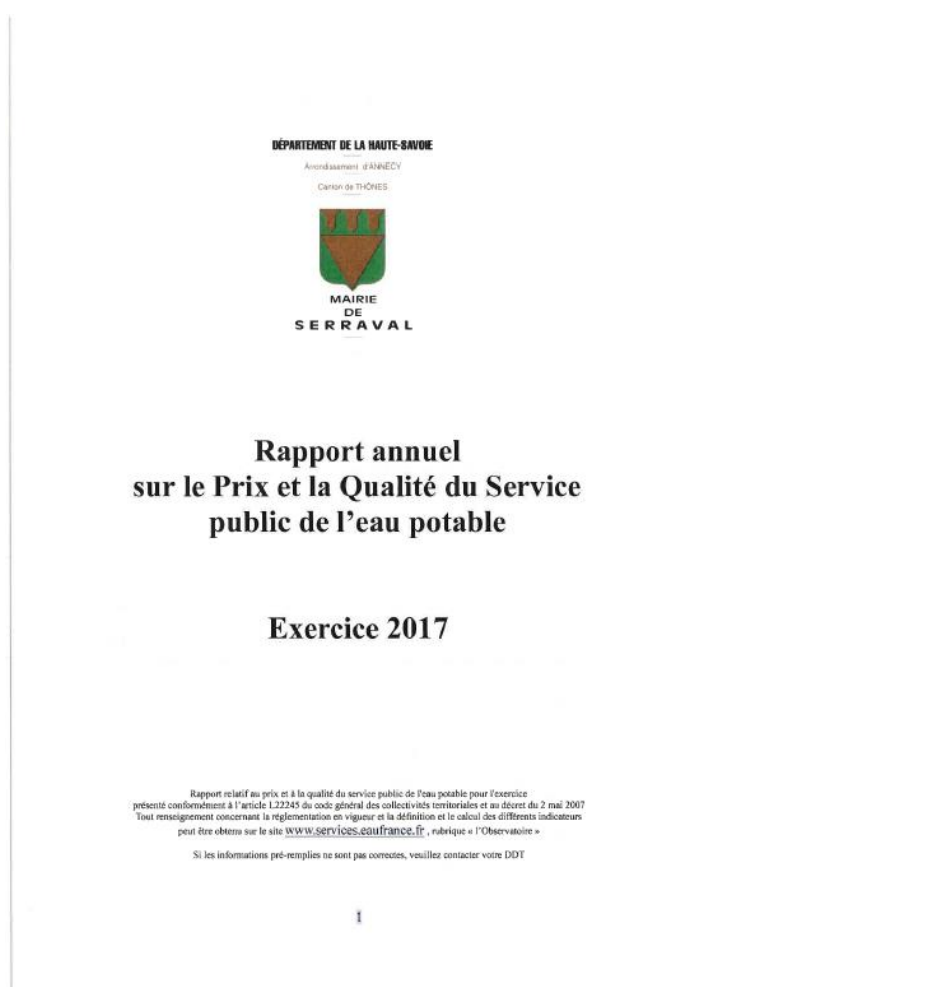 DÉPARTEMENT DE LA HAUTE-SAVOIE
Arrondissement d'ANNECY
Canton de THÔNES
MAIRIE
DE
SERRAVAL
Rapport annuel
sur le Prix et la Qualité du Service
public de l'eau potable
Exercice 2017
Rapport relatif au prix et à la qualité du service public de l'eau potable pour l'exercice
présenté conformément à l'article L22245 du code général des collectivités territoriales et au décret du 2 mai 2007
Tout renseignement concernant la réglementation en vigueur et la définition et le calcul des différents indicateurs
peut être obtenu sur le site www.services.eaufrance.fr , rubrique « l'Observatoire »
Si les informations pré-remplies ne sont pas correctes, veuillez contacter votre DDT
1